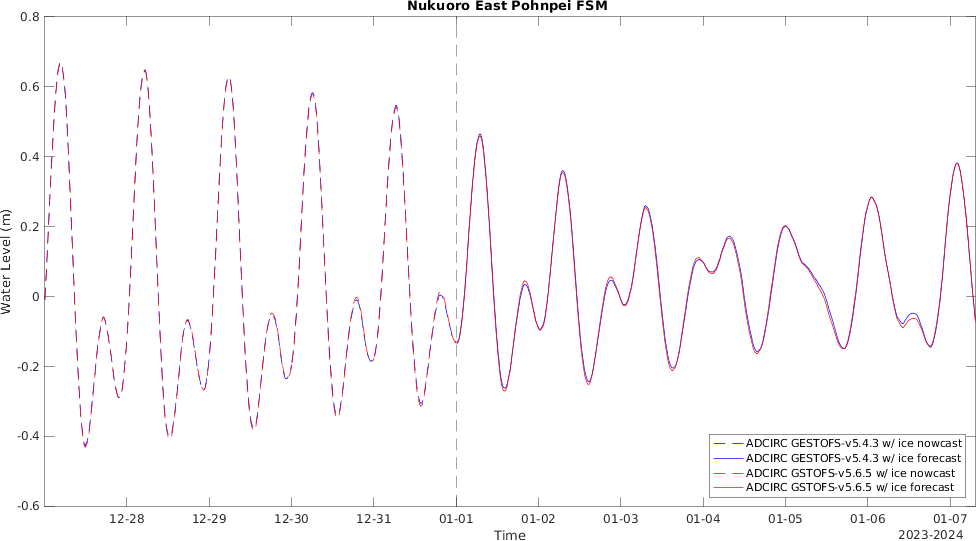 Nukuoro East Pohnpei FSM
0.8
0.6
0.4
0.2
0
-0.2
-0.4
-0.6
Water Level (m)
ADCIRC GESTOFS-v5.4.3 w/ ice nowcast
ADCIRC GESTOFS-v5.4.3 w/ ice forecast
ADCIRC GSTOFS-v5.6.5 w/ ice nowcast
ADCIRC GSTOFS-v5.6.5 w/ ice forecast
12-28 12-29 12-30 12-31 01-01 01-02 01-03 01-04 01-05 01-06 01-07
Time
2023-2024